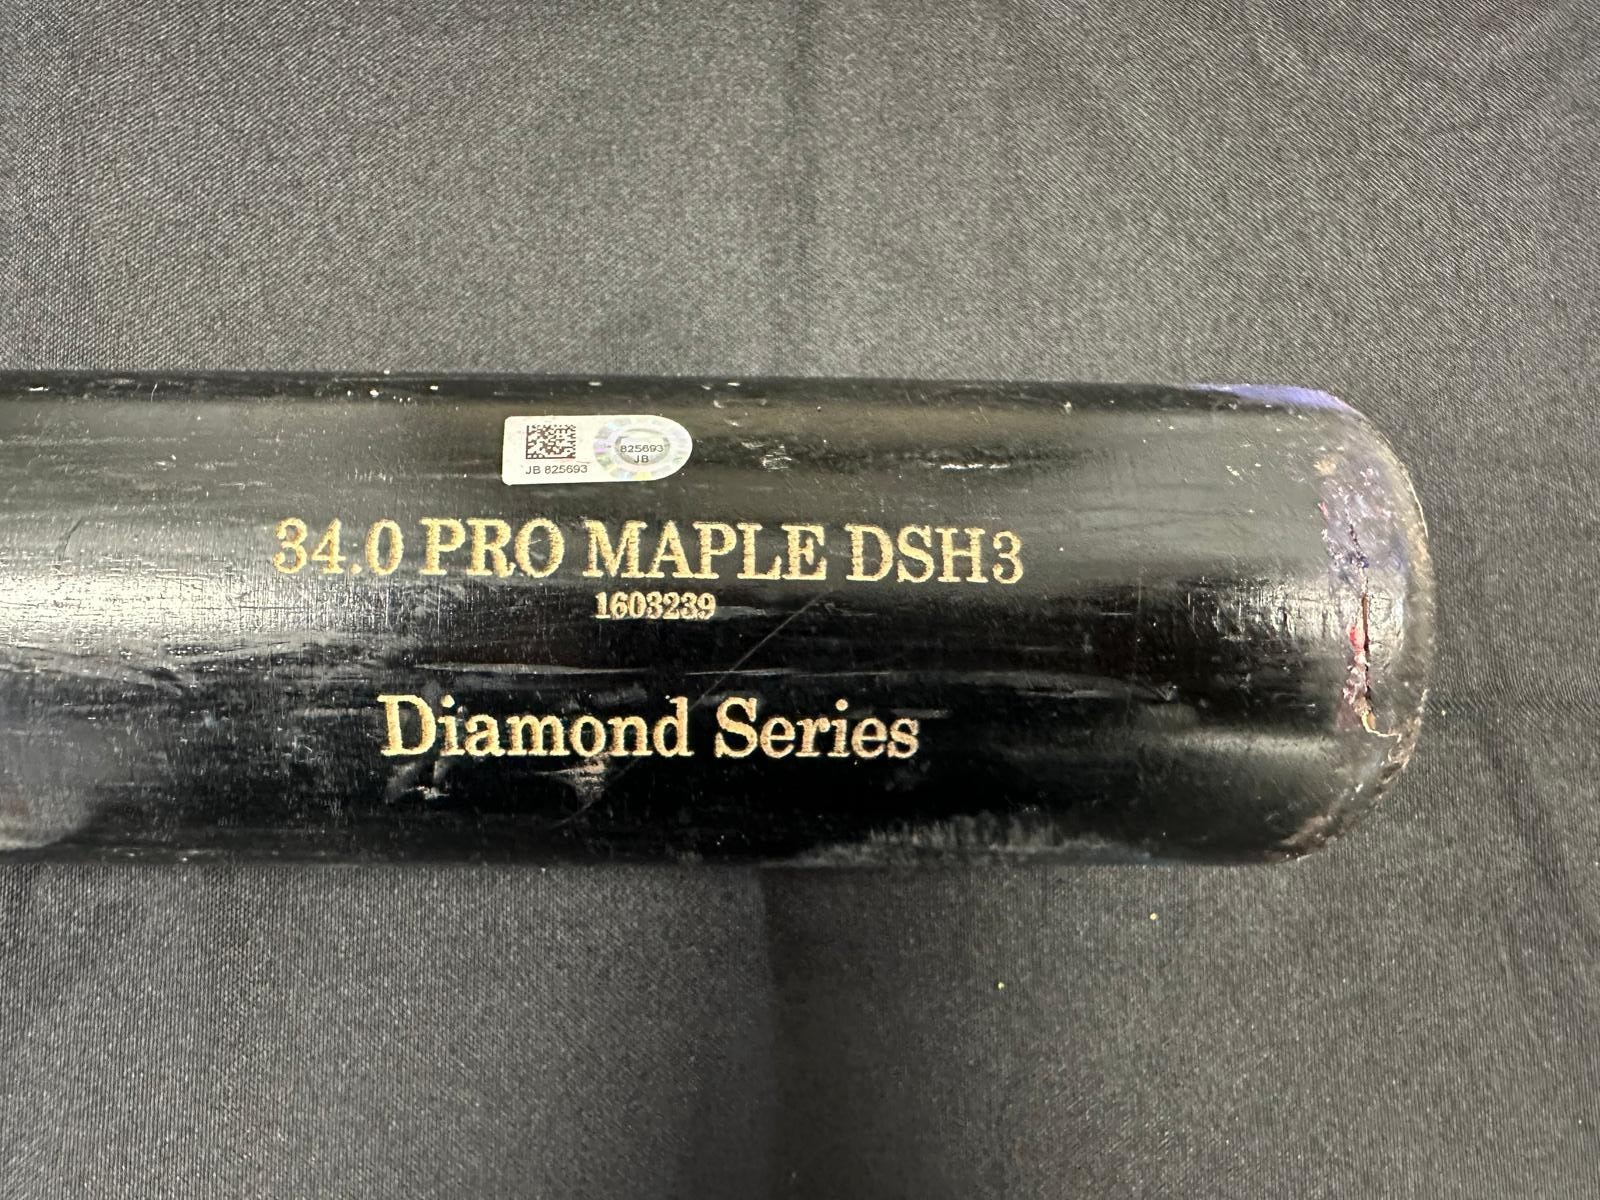 JB 825693
825693
JB
34.0 PRO MAPLE DSH3
1603239
Diamond Series